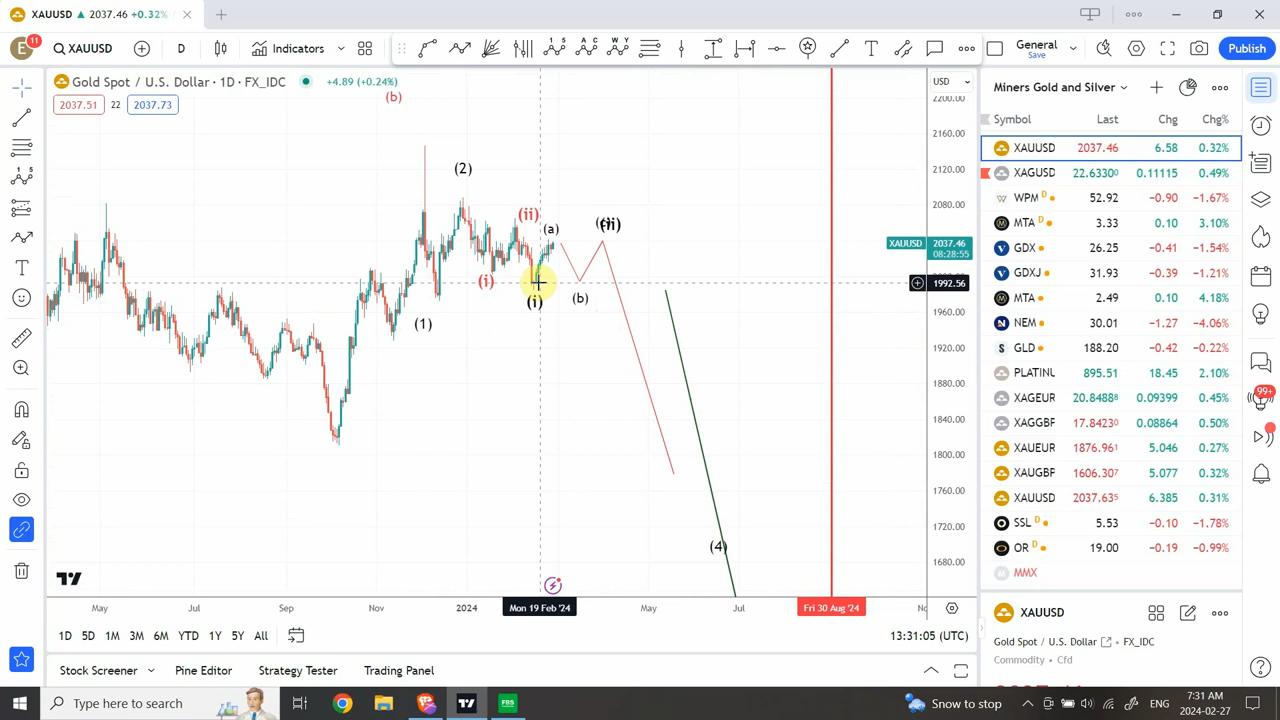 XAUUSD ▲ 2037.46 +0.32%
E 11 XAUUSD D Indicators General Save Publish
Gold Spot / U.S. Dollar · 1D · FX_IDC +4.89 (+0.24%)
2037.51 22 2037.73
USD
(b)
(2)
(ii) (a) (ii)
(i) (i) (b)
(1)
(4)
2200.00
2160.00
2120.00
2080.00
XAUUSD 2037.46
08:28:55
1992.56
1960.00
1920.00
1880.00
1840.00
1800.00
1760.00
1720.00
1680.00
May Jul Sep Nov 2024 Mon 19 Feb '24 May Jul Fri 30 Aug '24
1D 5D 1M 3M 6M YTD 1Y 5Y All 13:31:05 (UTC)
Stock Screener Pine Editor Strategy Tester Trading Panel
Miners Gold and Silver
Symbol Last Chg Chg%
XAUUSD 2037.46 6.58 0.32%
XAGUSD 22.6330 0 0.11115 0.49%
WPM D 52.92 −0.90 −1.67%
MTA D 3.33 0.10 3.10%
GDX 26.25 −0.41 −1.54%
GDXJ 31.93 −0.39 −1.21%
MTA 2.49 0.10 4.18%
NEM 30.01 −1.27 −4.06%
GLD 188.20 −0.42 −0.22%
PLATINU 895.51 18.45 2.10%
XAGEUR 20.8488 8 0.09399 0.45%
XAGGBP 17.8423 0 0.08864 0.50%
XAUEUR 1876.96 1 5.046 0.27%
XAUGBP 1606.30 7 5.077 0.32%
XAUUSD 2037.63 5 6.385 0.31%
SSL D 5.53 −0.10 −1.78%
OR D 19.00 −0.19 −0.99%
MMX
XAUUSD
Gold Spot / U.S. Dollar • FX_IDC
Commodity • Cfd
99+
Type here to search
FBS
Snow to stop ENG 7:31 AM
2024-02-27